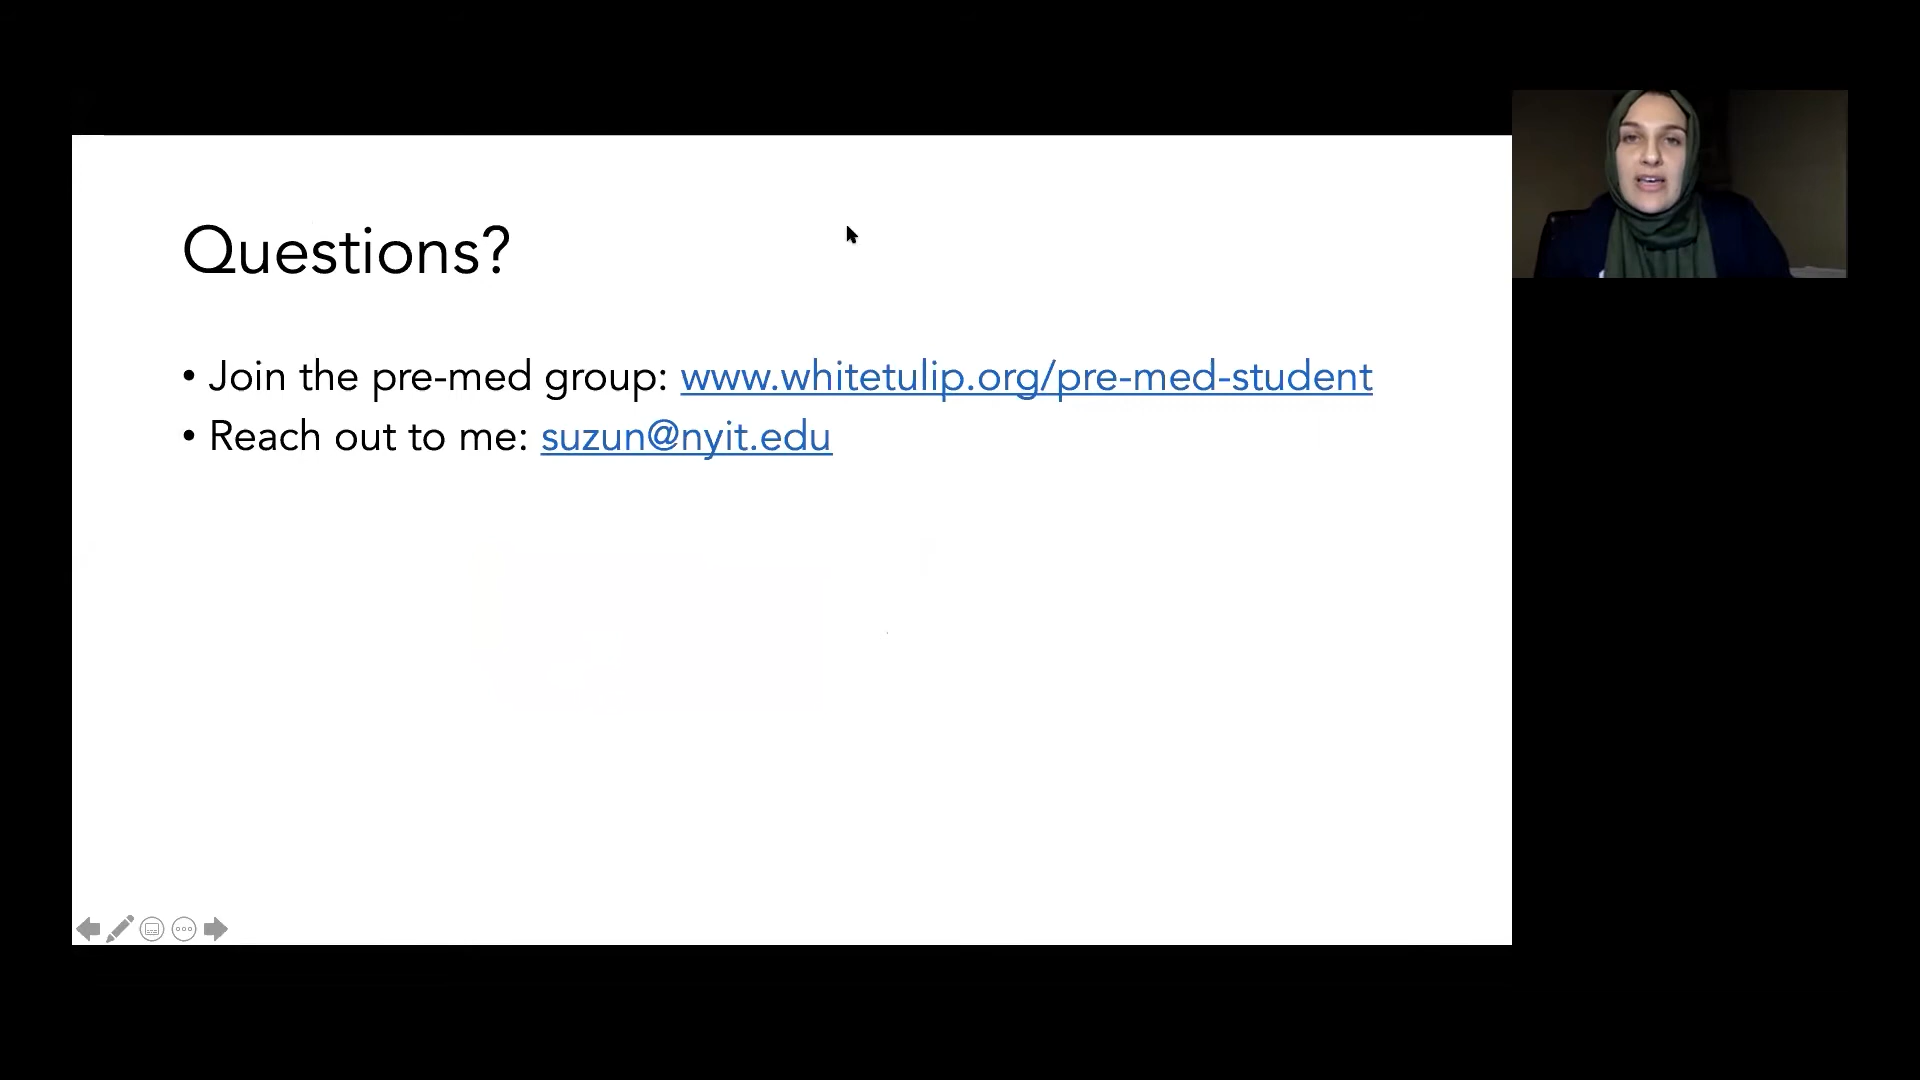 Questions?
• Join the pre-med group: www.whitetulip.org/pre-med-student
• Reach out to me: suzun@nyit.edu